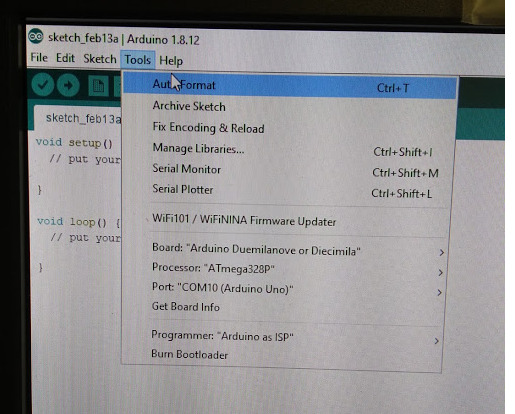 sketch_feb13a | Arduino 1.8.12
File Edit Sketch Tools Help
Auto Format Ctrl+T
sketch_feb13a
Archive Sketch
Fix Encoding & Reload
void setup()
// put your
Manage Libraries... Ctrl+Shift+I
Serial Monitor Ctrl+Shift+M
}
Serial Plotter Ctrl+Shift+L
void loop() {
WiFi101 / WiFiNINA Firmware Updater
// put your
Board: "Arduino Duemilanove or Diecimila"
}
Processor: "ATmega328P"
Port: "COM10 (Arduino Uno)"
Get Board Info
Programmer: "Arduino as ISP"
Burn Bootloader